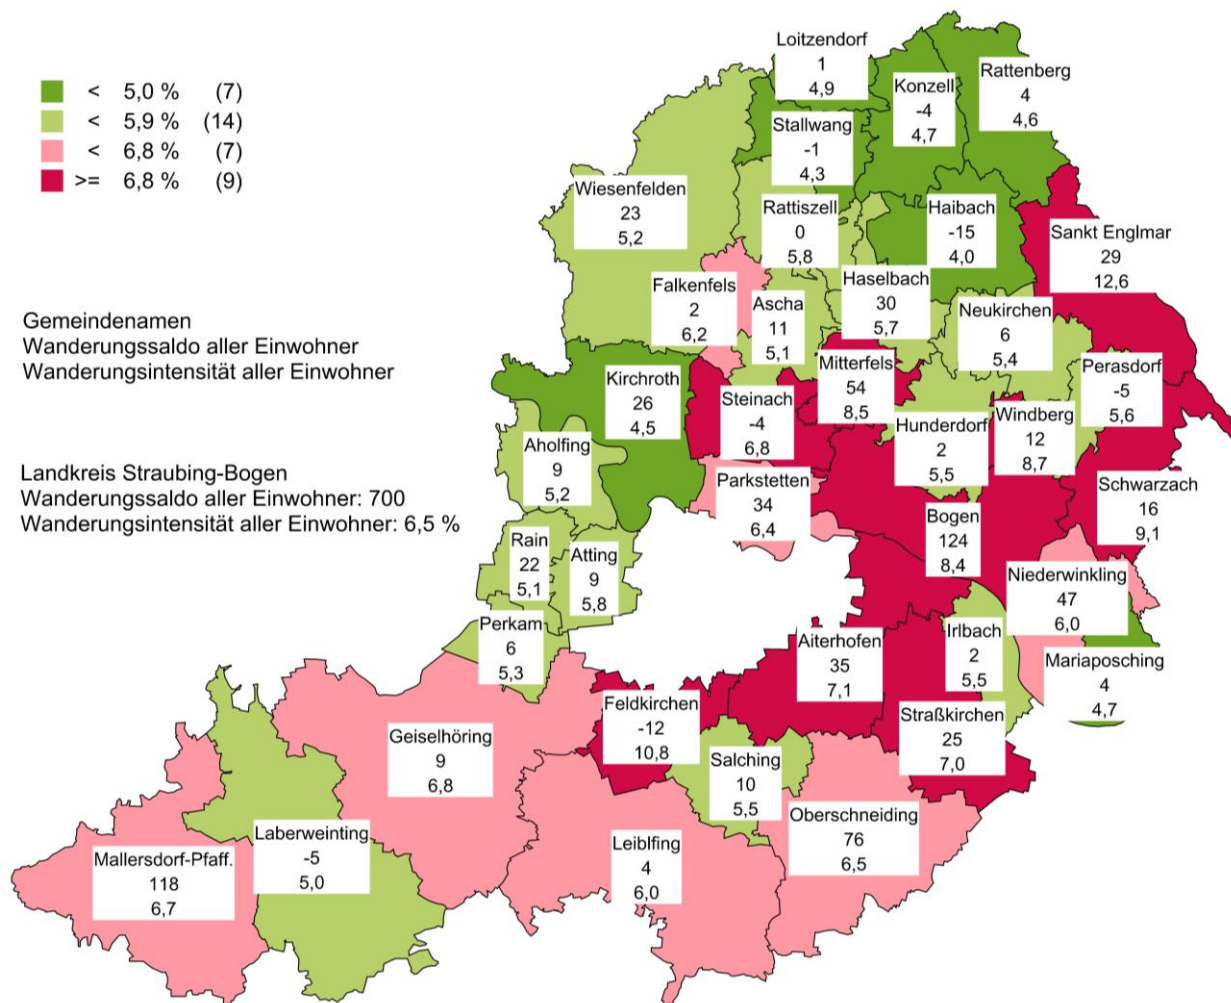 < 5,0 % (7)
< 5,9 % (14)
< 6,8 % (7)
>= 6,8 % (9)
Gemeindenamen
Wanderungssaldo aller Einwohner
Wanderungsintensität aller Einwohner
Landkreis Straubing-Bogen
Wanderungssaldo aller Einwohner: 700
Wanderungsintensität aller Einwohner: 6,5 %
Loitzendorf
1
4,9
Konzell
-4
4,7
Rattenberg
4
4,6
Stallwang
-1
4,3
Wiesenfelden
23
5,2
Rattiszell
0
5,8
Haibach
-15
4,0
Sankt Englmar
29
12,6
Falkenfels
2
6,2
Ascha
11
5,1
Haselbach
30
5,7
Neukirchen
6
5,4
Perasdorf
-5
5,6
Kirchroth
26
4,5
Steinach
-4
6,8
Mitterfels
54
8,5
Hunderdorf
2
5,5
Windberg
12
8,7
Aholfing
9
5,2
Parkstetten
34
6,4
Schwarzach
16
9,1
Bogen
124
8,4
Rain
22
5,1
Atting
9
5,8
Niederwinkling
47
6,0
Perkam
6
5,3
Aiterhofen
35
7,1
Irlbach
2
5,5
Mariaposching
4
4,7
Feldkirchen
-12
10,8
Straßkirchen
25
7,0
Geiselhöring
9
6,8
Salching
10
5,5
Oberschneiding
76
6,5
Laberweinting
-5
5,0
Leiblfing
4
6,0
Mallersdorf-Pfaff.
118
6,7